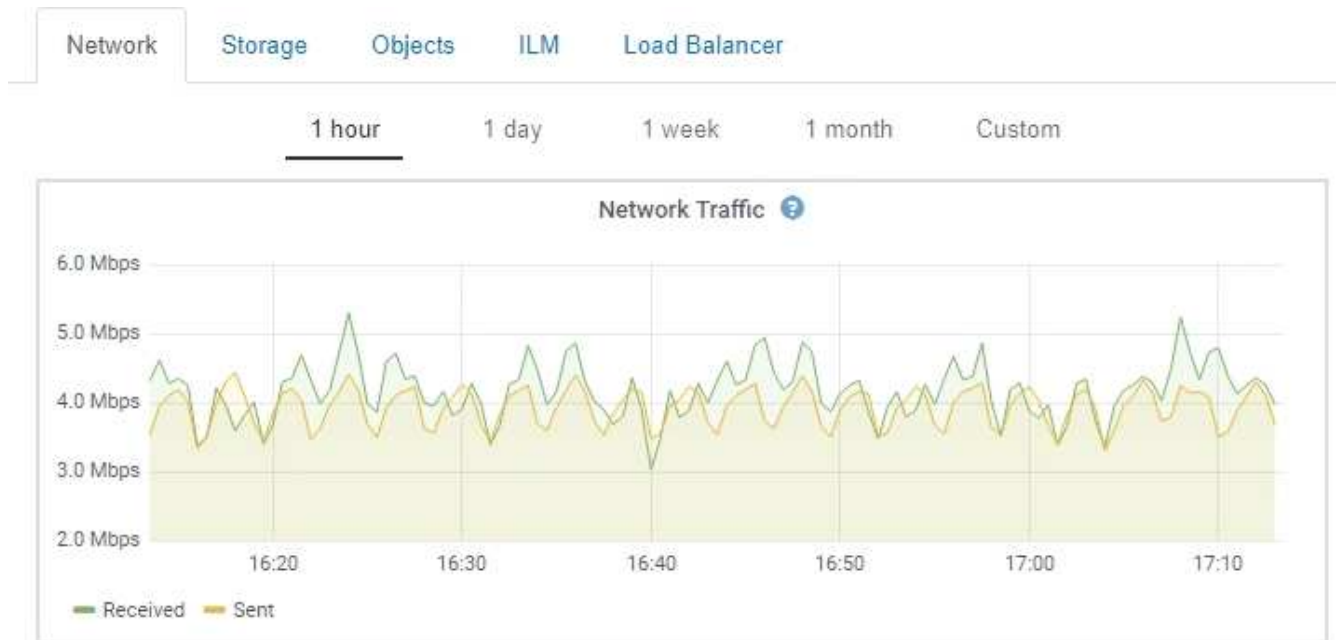 Network Storage Objects ILM Load Balancer
1 hour 1 day 1 week 1 month Custom
Network Traffic ?
6.0 Mbps
5.0 Mbps
4.0 Mbps
3.0 Mbps
2.0 Mbps
16:20 16:30 16:40 16:50 17:00 17:10
Received Sent